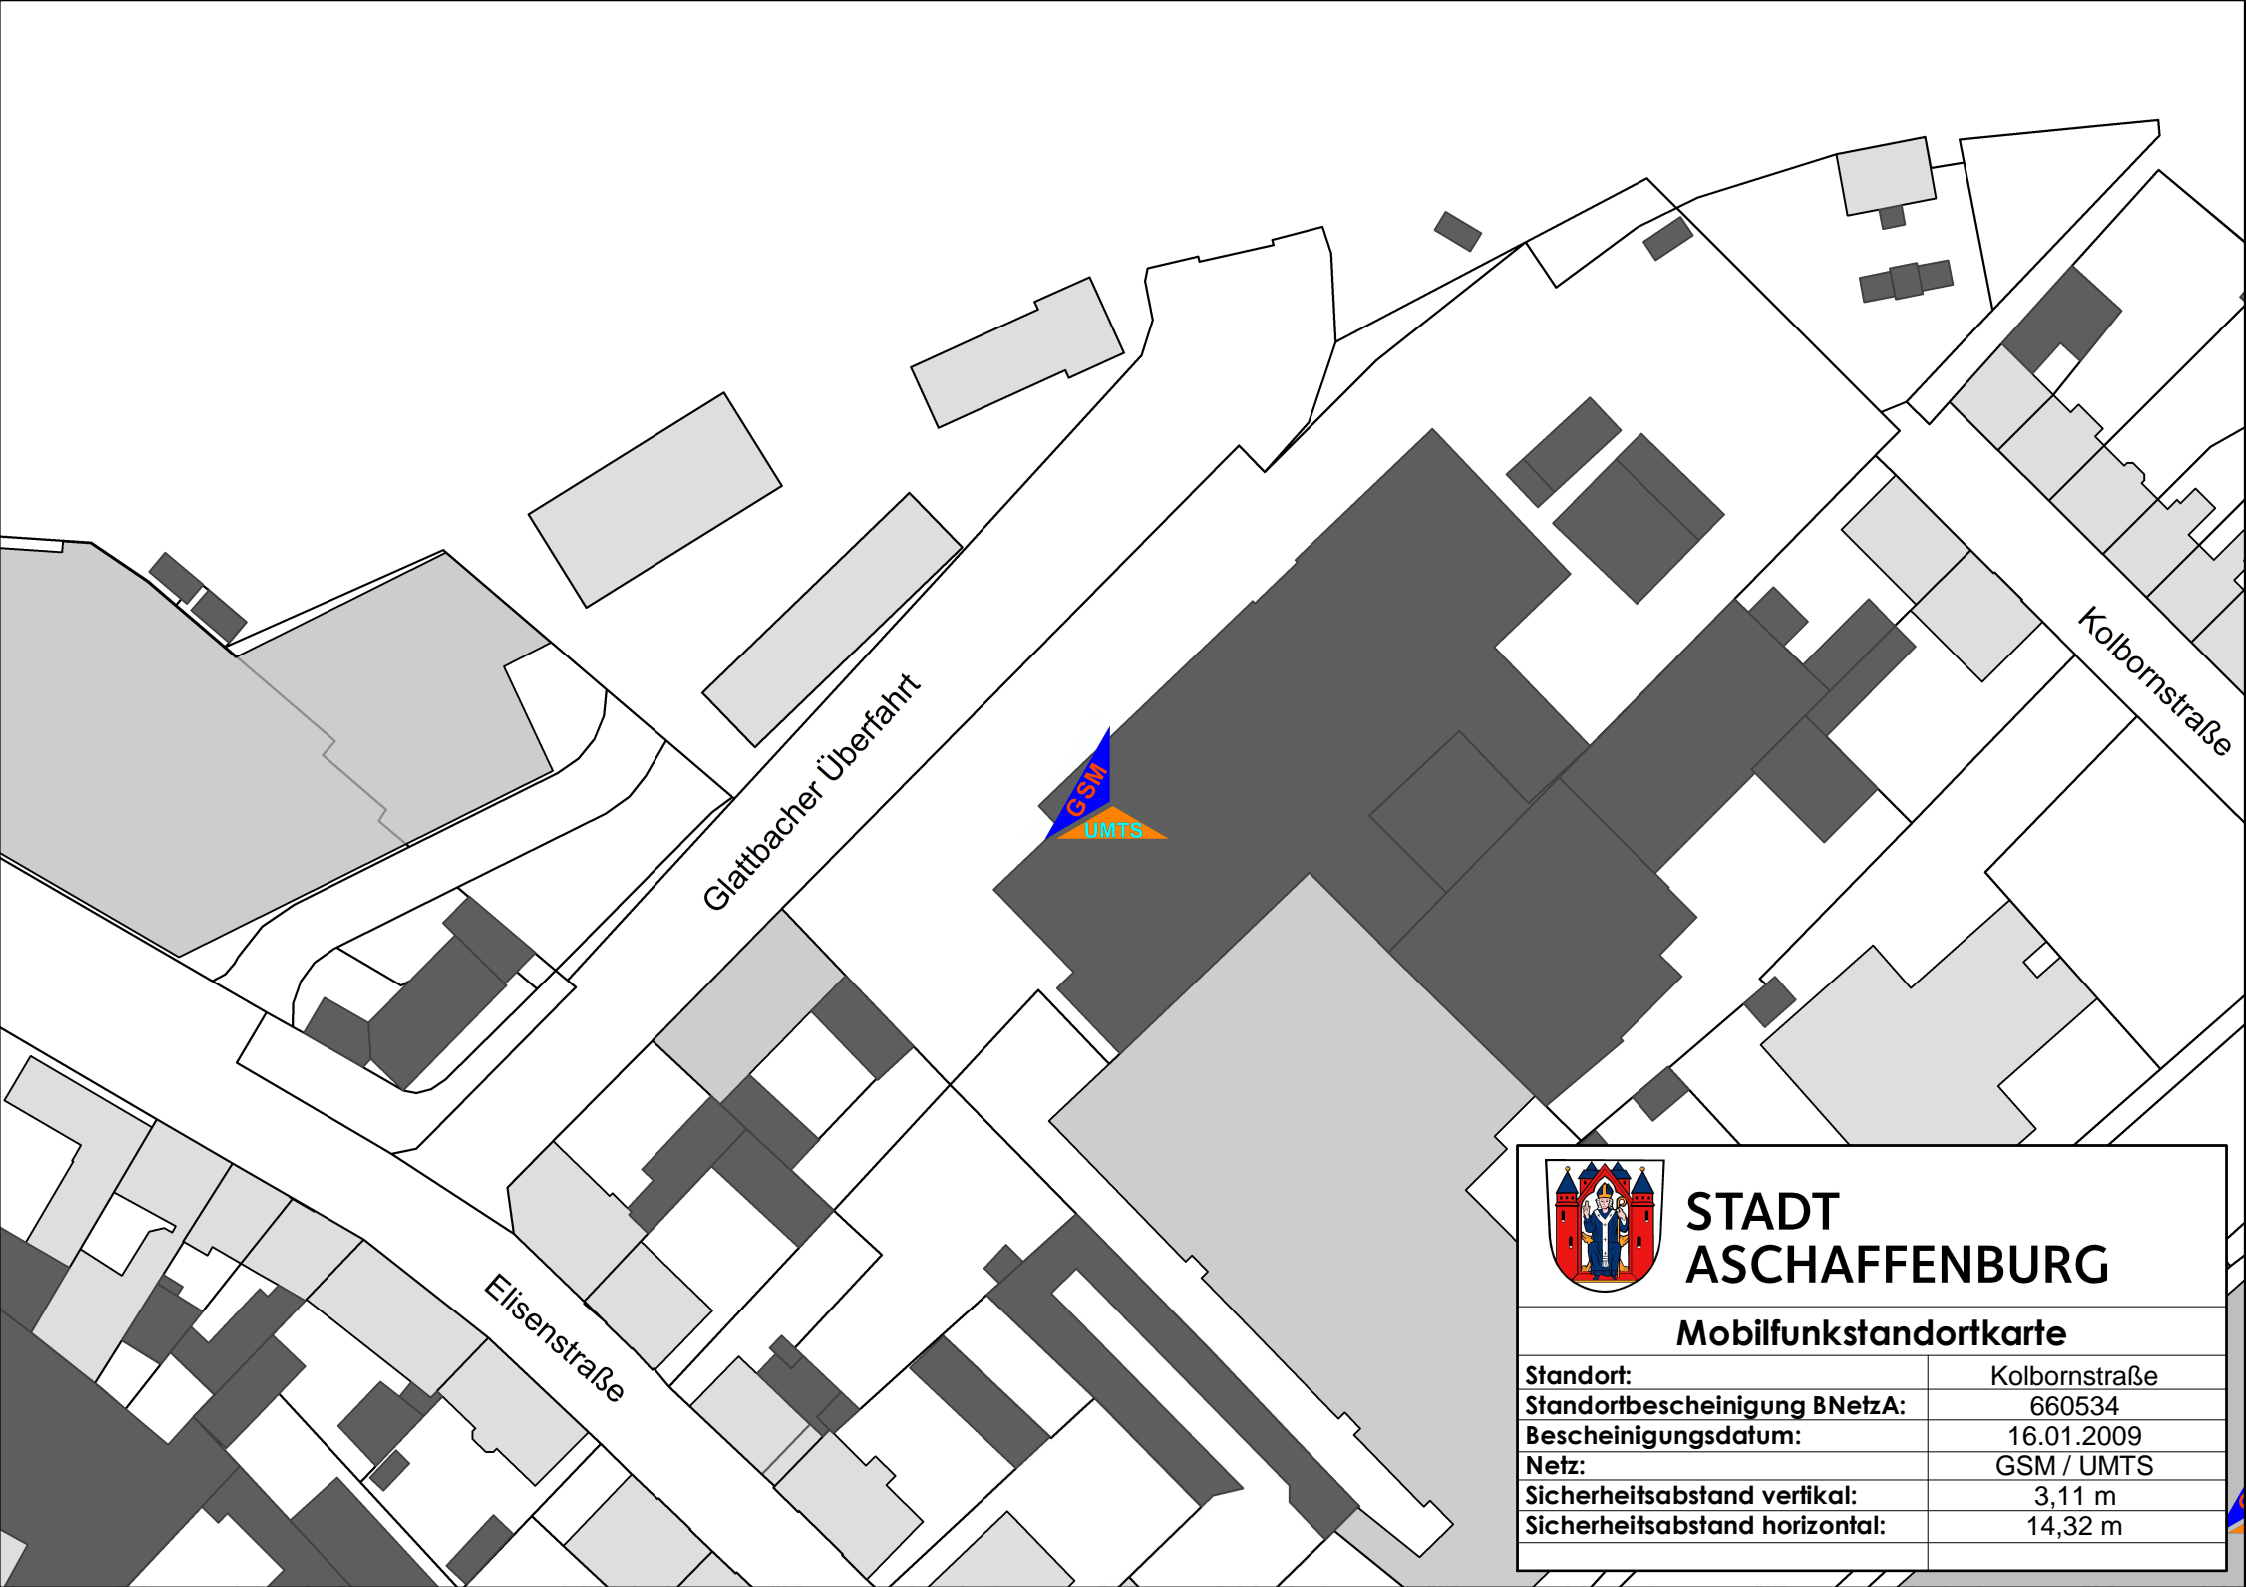 Kolbornstraße
Glattbacher Überfahrt
GSM
UMTS
Elisenstraße
STADT
ASCHAFFENBURG
Mobilfunkstandortkarte
Standort: Kolbornstraße
Standortbescheinigung BNetzA: 660534
Bescheinigungsdatum: 16.01.2009
Netz: GSM / UMTS
Sicherheitsabstand vertikal: 3,11 m
Sicherheitsabstand horizontal: 14,32 m